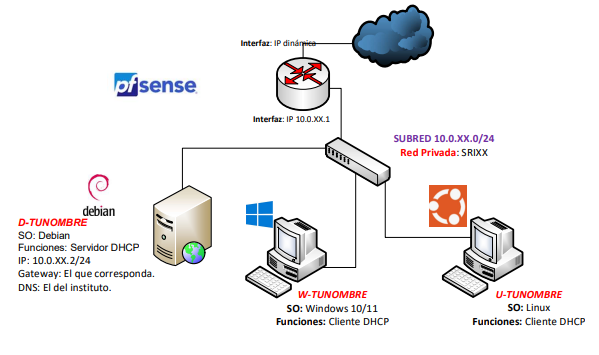 Interfaz: IP dinámica
pfsense
Interfaz: IP 10.0.XX.1
SUBRED 10.0.XX.0/24
Red Privada: SRIXX
debian
D-TUNOMBRE
SO: Debian
Funciones: Servidor DHCP
IP: 10.0.XX.2/24
Gateway: El que corresponda.
DNS: El del instituto.
W-TUNOMBRE
SO: Windows 10/11
Funciones: Cliente DHCP
U-TUNOMBRE
SO: Linux
Funciones: Cliente DHCP